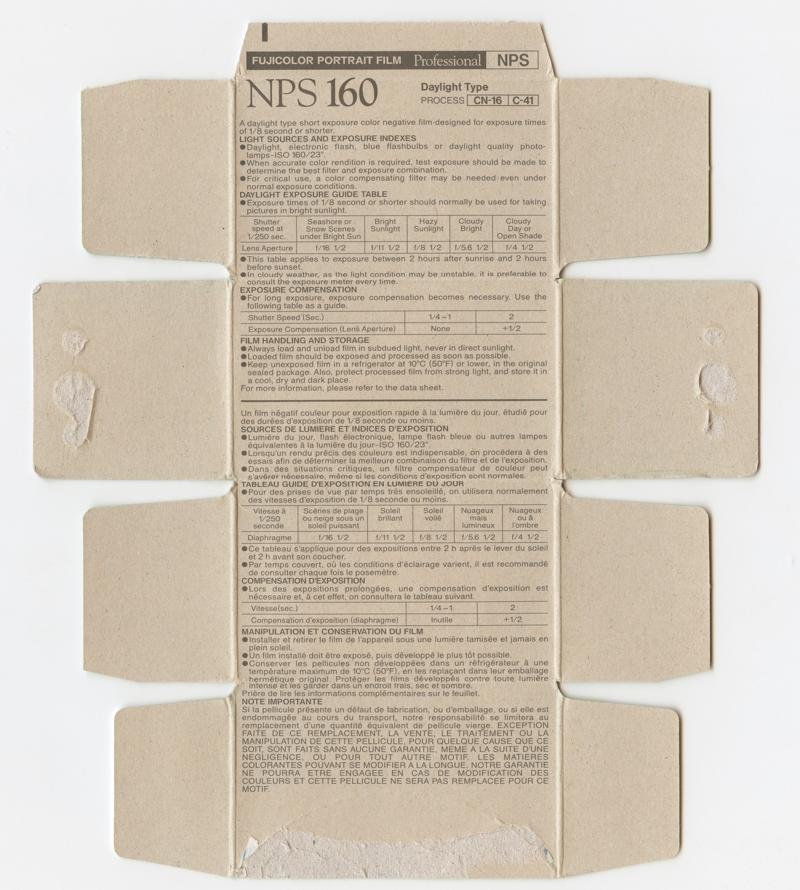 FUJICOLOR PORTRAIT FILM Professional NPS
NPS 160
Daylight Type
PROCESS CN-16 C-41
A daylight type short exposure color negative film designed for exposure times
of 1/8 second or shorter.
LIGHT SOURCES AND EXPOSURE INDEXES
●Daylight, electronic flash, blue flashbulbs or daylight quality photo-
lamps–ISO 160/23°.
●When accurate color rendition is required, test exposure should be made to
determine the best filter and exposure combination.
●For critical use, a color compensating filter may be needed even under
normal exposure conditions.
DAYLIGHT EXPOSURE GUIDE TABLE
●Exposure times of 1/8 second or shorter should normally be used for taking
pictures in bright sunlight.
Shutter speed at 1/250 sec. Seashore or Snow Scenes under Bright Sun Bright Sunlight Hazy Sunlight Cloudy Bright Cloudy Day or Open Shade
Lens Aperture f/16 1/2 f/11 1/2 f/8 1/2 f/5.6 1/2 f/4 1/2
●This table applies to exposure between 2 hours after sunrise and 2 hours
before sunset.
●In cloudy weather, as the light condition may be unstable, it is preferable to
consult the exposure meter every time.
EXPOSURE COMPENSATION
●For long exposure, exposure compensation becomes necessary. Use the
following table as a guide.
Shutter Speed (Sec.) 1/4–1 2
Exposure Compensation (Lens Aperture) None +1/2
FILM HANDLING AND STORAGE
●Always load and unload film in subdued light, never in direct sunlight.
●Loaded film should be exposed and processed as soon as possible.
●Keep unexposed film in a refrigerator at 10°C (50°F) or lower, in the original
sealed package. Also, protect processed film from strong light, and store it in
a cool, dry and dark place.
For more information, please refer to the data sheet.
Un film négatif couleur pour exposition rapide à la lumière du jour, étudié pour
des durées d'exposition de 1/8 seconde ou moins.
SOURCES DE LUMIERE ET INDICES D'EXPOSITION
●Lumière du jour, flash électronique, lampe flash bleue ou autres lampes
équivalentes à la lumière du jour–ISO 160/23°.
●Lorsqu'un rendu précis des couleurs est indispensable, on procédera à des
essais afin de déterminer la meilleure combinaison du filtre et de l'exposition.
●Dans des situations critiques, un filtre compensateur de couleur peut
s'avérer nécessaire, même si les conditions d'exposition sont normales.
TABLEAU GUIDE D'EXPOSITION EN LUMIERE DU JOUR
●Pour des prises de vue par temps très ensoleillé, on utilisera normalement
des vitesses d'exposition de 1/8 seconde ou moins.
Vitesse à 1/250 seconde Scènes de plage ou neige sous un soleil puissant Soleil brillant Soleil voilé Nuageux mais lumineux Nuageux ou à l'ombre
Diaphragme f/16 1/2 f/11 1/2 f/8 1/2 f/5.6 1/2 f/4 1/2
●Ce tableau s'applique pour des expositions entre 2 h après le lever du soleil
et 2 h avant son coucher.
●Par temps couvert, où les conditions d'éclairage varient, il est recommandé
de consulter chaque fois le posemètre.
COMPENSATION D'EXPOSITION
●Lors des expositions prolongées, une compensation d'exposition est
nécessaire et, à cet effet, on consultera le tableau suivant.
Vitesse(sec.) 1/4–1 2
Compensation d'exposition (diaphragme) Inutile +1/2
MANIPULATION ET CONSERVATION DU FILM
●Installer et retirer le film de l'appareil sous une lumière tamisée et jamais en
plein soleil.
●Un film installé doit être exposé, puis développé le plus tôt possible.
●Conserver les pellicules non développées dans un réfrigérateur à une
température maximum de 10°C (50°F), en les replaçant dans leur emballage
hermétique original. Protéger les films développés contre toute lumière
intense et les garder dans un endroit frais, sec et sombre.
Prière de lire les informations complémentaires sur le feuillet.
NOTE IMPORTANTE
Si la pellicule présente un défaut de fabrication, ou d'emballage, ou si elle est
endommagée au cours du transport, notre responsabilité se limitera au
remplacement d'une quantité équivalent de pellicule vierge. EXCEPTION
FAITE DE CE REMPLACEMENT, LA VENTE, LE TRAITEMENT OU LA
MANIPULATION DE CETTE PELLICULE, POUR QUELQUE CAUSE QUE CE
SOIT, SONT FAITS SANS AUCUNE GARANTIE, MEME A LA SUITE D'UNE
NEGLIGENCE, OU POUR TOUT AUTRE MOTIF. LES MATIERES
COLORANTES POUVANT SE MODIFIER A LA LONGUE, NOTRE GARANTIE
NE POURRA ETRE ENGAGEE EN CAS DE MODIFICATION DES
COULEURS ET CETTE PELLICULE NE SERA PAS REMPLACEE POUR CE
MOTIF.